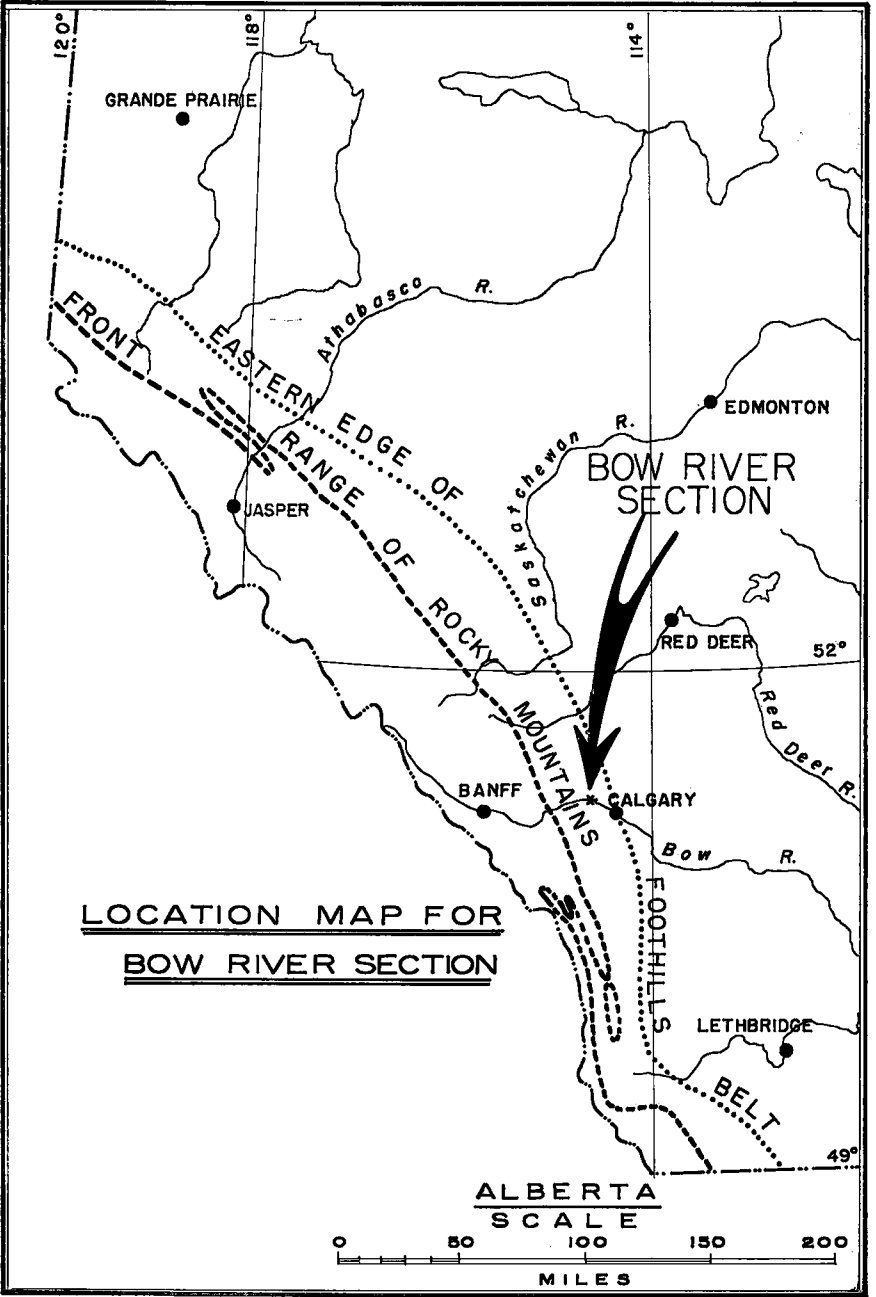 120°
118°
114°
GRANDE PRAIRIE
Athabasca R.
FRONT RANGE OF ROCKY MOUNTAINS
EASTERN EDGE OF FOOTHILLS BELT
EDMONTON
Saskatchewan R.
BOW RIVER
SECTION
JASPER
RED DEER
52°
Red Deer R.
BANFF
CALGARY
Bow R.
LOCATION MAP FOR
BOW RIVER SECTION
LETHBRIDGE
49°
ALBERTA
SCALE
0 50 100 150 200
MILES